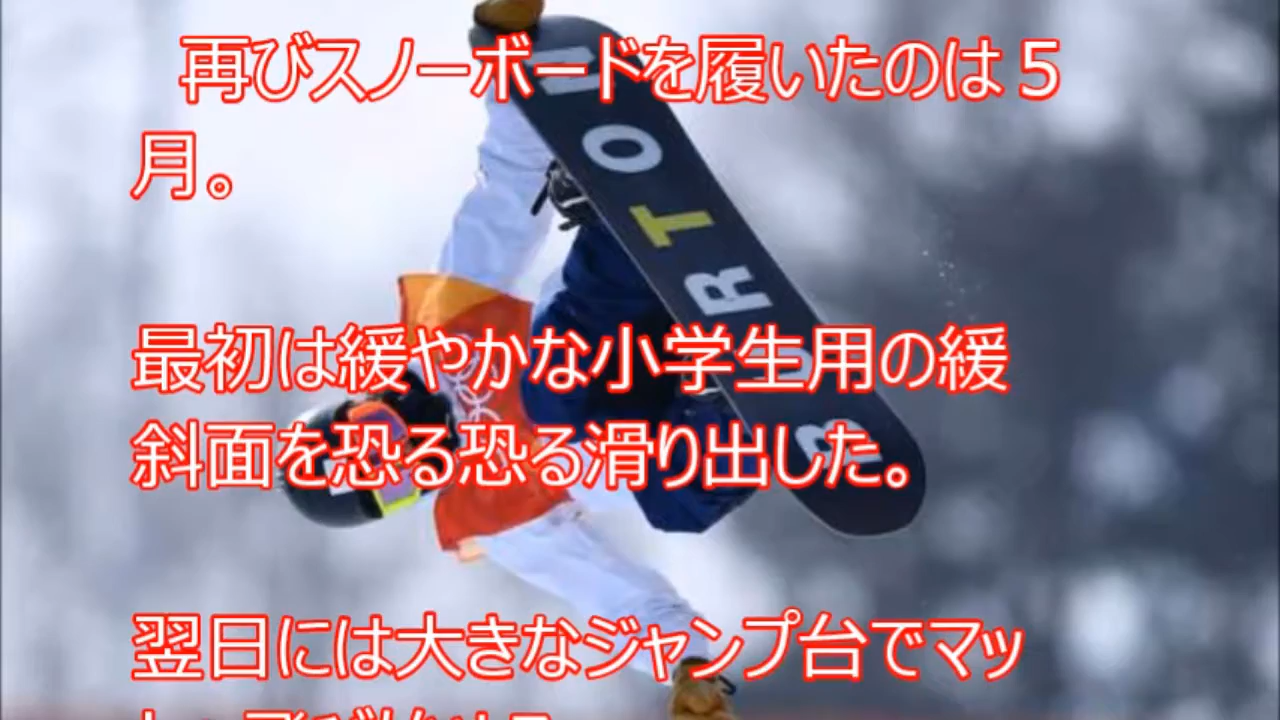 再びスノーボードを履いたのは５
月。
最初は緩やかな小学生用の緩
斜面を恐る恐る滑り出した。
翌日には大きなジャンプ台でマッ
BURTON